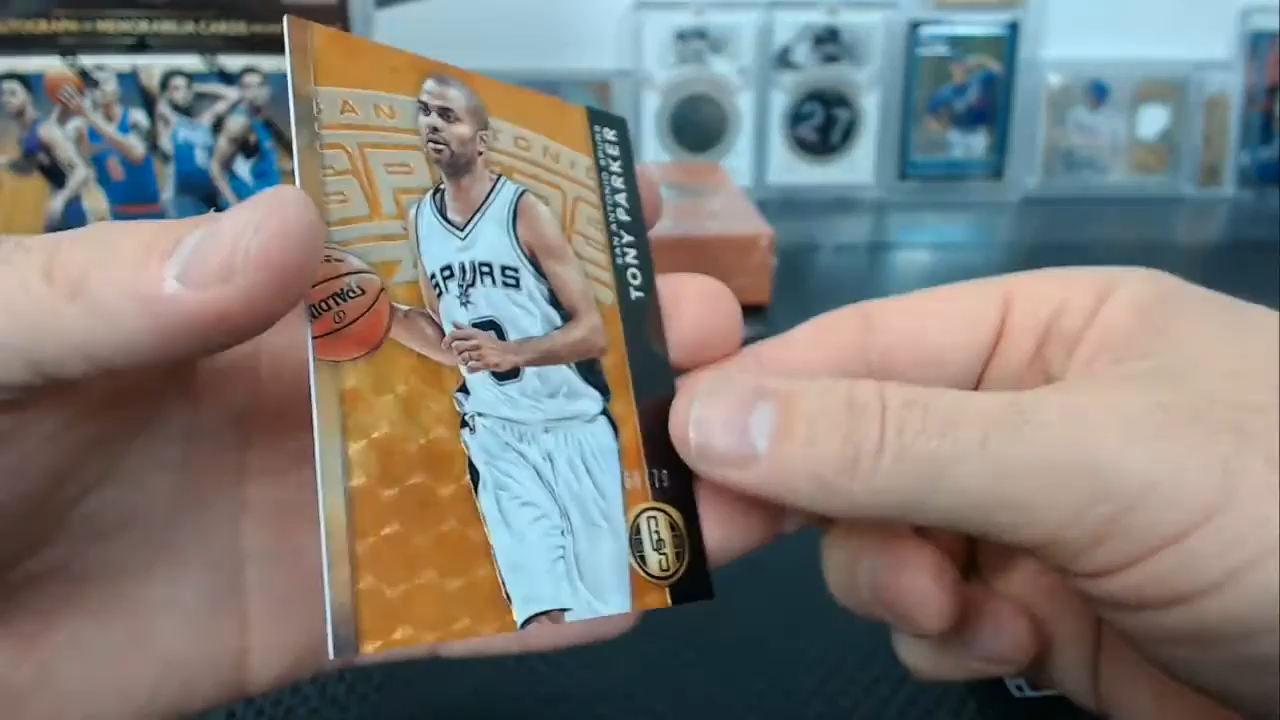 AUTOGRAPH + MEMORABILIA CARDS
SAN ANTONIO
SPURS
TONY PARKER
SAN ANTONIO SPURS
SPALDING
SPURS
27